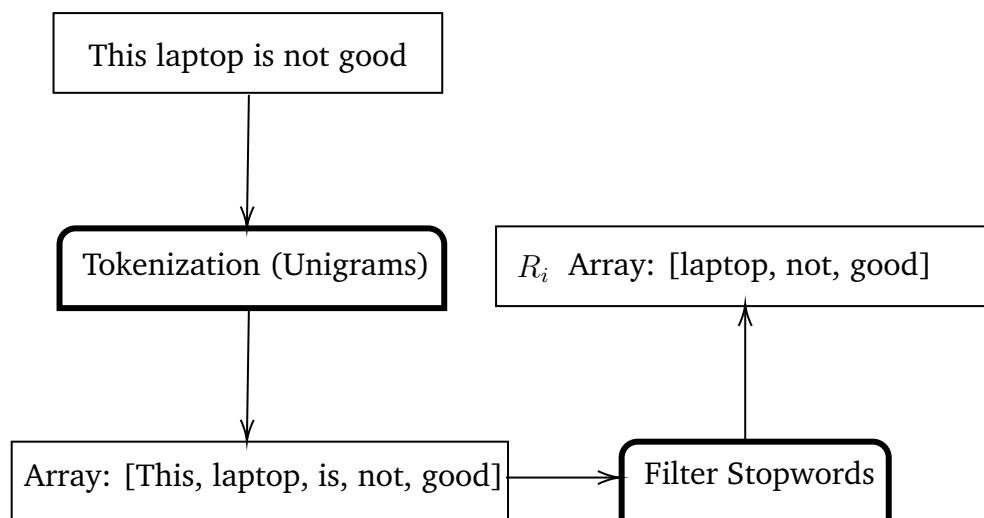 This laptop is not good
Tokenization (Unigrams)
Array: [This, laptop, is, not, good]
Filter Stopwords
R_i Array: [laptop, not, good]